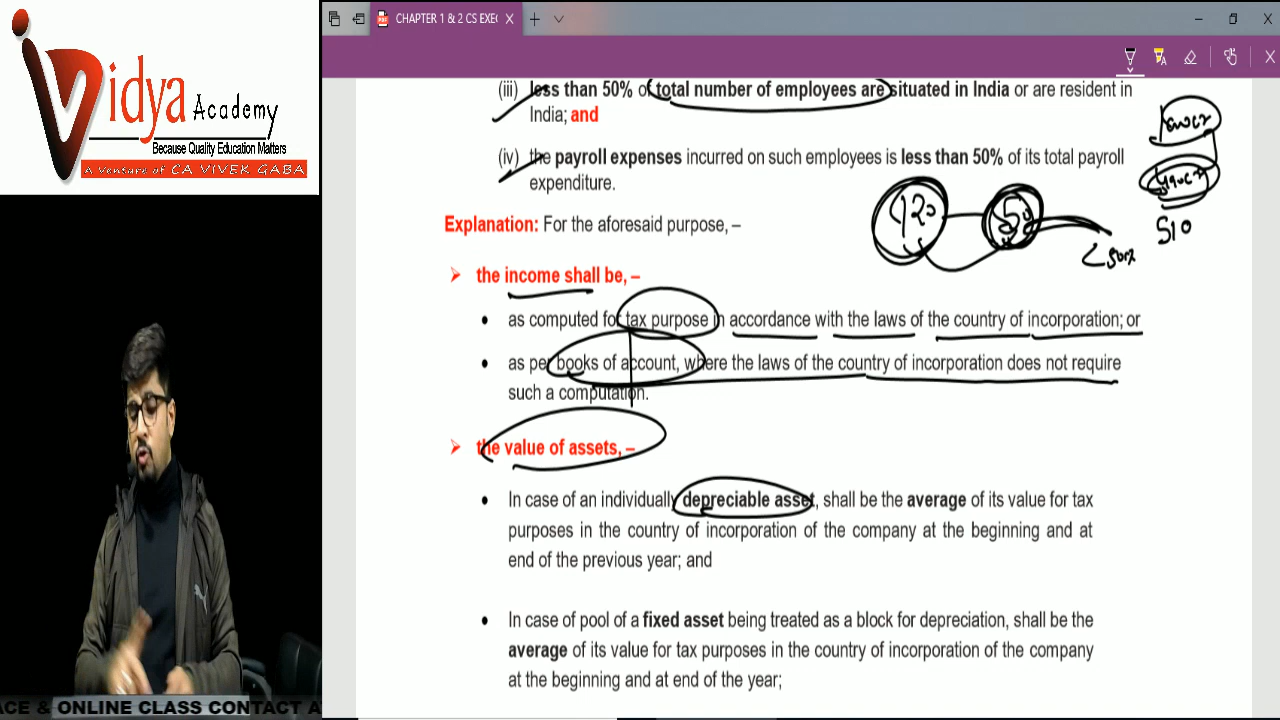 Vidya
Academy
Because Quality Education Matters
A Venture of CA VIVEK GABA
CHAPTER 1 & 2 CS EXE
(iii) less than 50% of total number of employees are situated in India or are resident in
India; and
(iv) the payroll expenses incurred on such employees is less than 50% of its total payroll
expenditure.
510
Explanation: For the aforesaid purpose, –
➢ the income shall be, –
• as computed for tax purpose in accordance with the laws of the country of incorporation; or
• as per books of account, where the laws of the country of incorporation does not require
such a computation.
➢ the value of assets, –
• In case of an individually depreciable asset, shall be the average of its value for tax
purposes in the country of incorporation of the company at the beginning and at
end of the previous year; and
• In case of pool of a fixed asset being treated as a block for depreciation, shall be the
average of its value for tax purposes in the country of incorporation of the company
at the beginning and at end of the year;
ACE & ONLINE CLASS CONTACT A